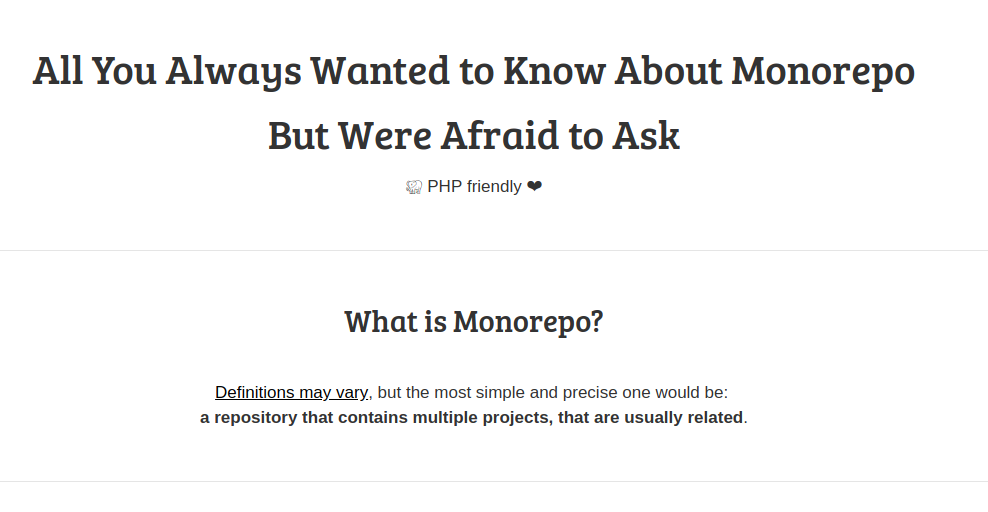 All You Always Wanted to Know About Monorepo
But Were Afraid to Ask
🐘 PHP friendly ❤
What is Monorepo?
Definitions may vary, but the most simple and precise one would be:
a repository that contains multiple projects, that are usually related.